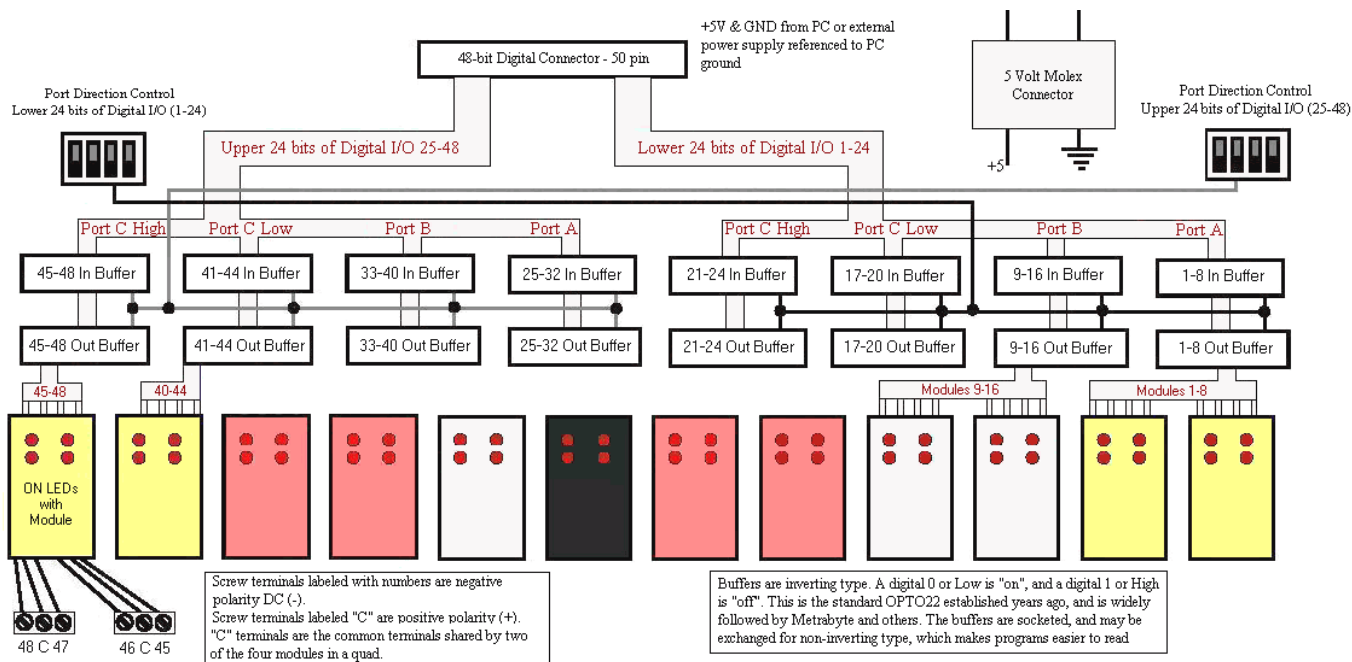 +5V & GND from PC or external
power supply referenced to PC
ground
48-bit Digital Connector - 50 pin
5 Volt Molex
Connector
+5
Port Direction Control
Lower 24 bits of Digital I/O (1-24)
Port Direction Control
Upper 24 bits of Digital I/O (25-48)
Upper 24 bits of Digital I/O 25-48
Lower 24 bits of Digital I/O 1-24
Port C High
Port C Low
Port B
Port A
Port C High
Port C Low
Port B
Port A
45-48 In Buffer
41-44 In Buffer
33-40 In Buffer
25-32 In Buffer
21-24 In Buffer
17-20 In Buffer
9-16 In Buffer
1-8 In Buffer
45-48 Out Buffer
41-44 Out Buffer
33-40 Out Buffer
25-32 Out Buffer
21-24 Out Buffer
17-20 Out Buffer
9-16 Out Buffer
1-8 Out Buffer
45-48
40-44
Modules 9-16
Modules 1-8
ON LEDs
with
Module
48 C 47
46 C 45
Screw terminals labeled with numbers are negative
polarity DC (-).
Screw terminals labeled "C" are positive polarity (+).
"C" terminals are the common terminals shared by two
of the four modules in a quad.
Buffers are inverting type. A digital 0 or Low is "on", and a digital 1 or High
is "off". This is the standard OPTO22 established years ago, and is widely
followed by Metrabyte and others. The buffers are socketed, and may be
exchanged for non-inverting type, which makes programs easier to read